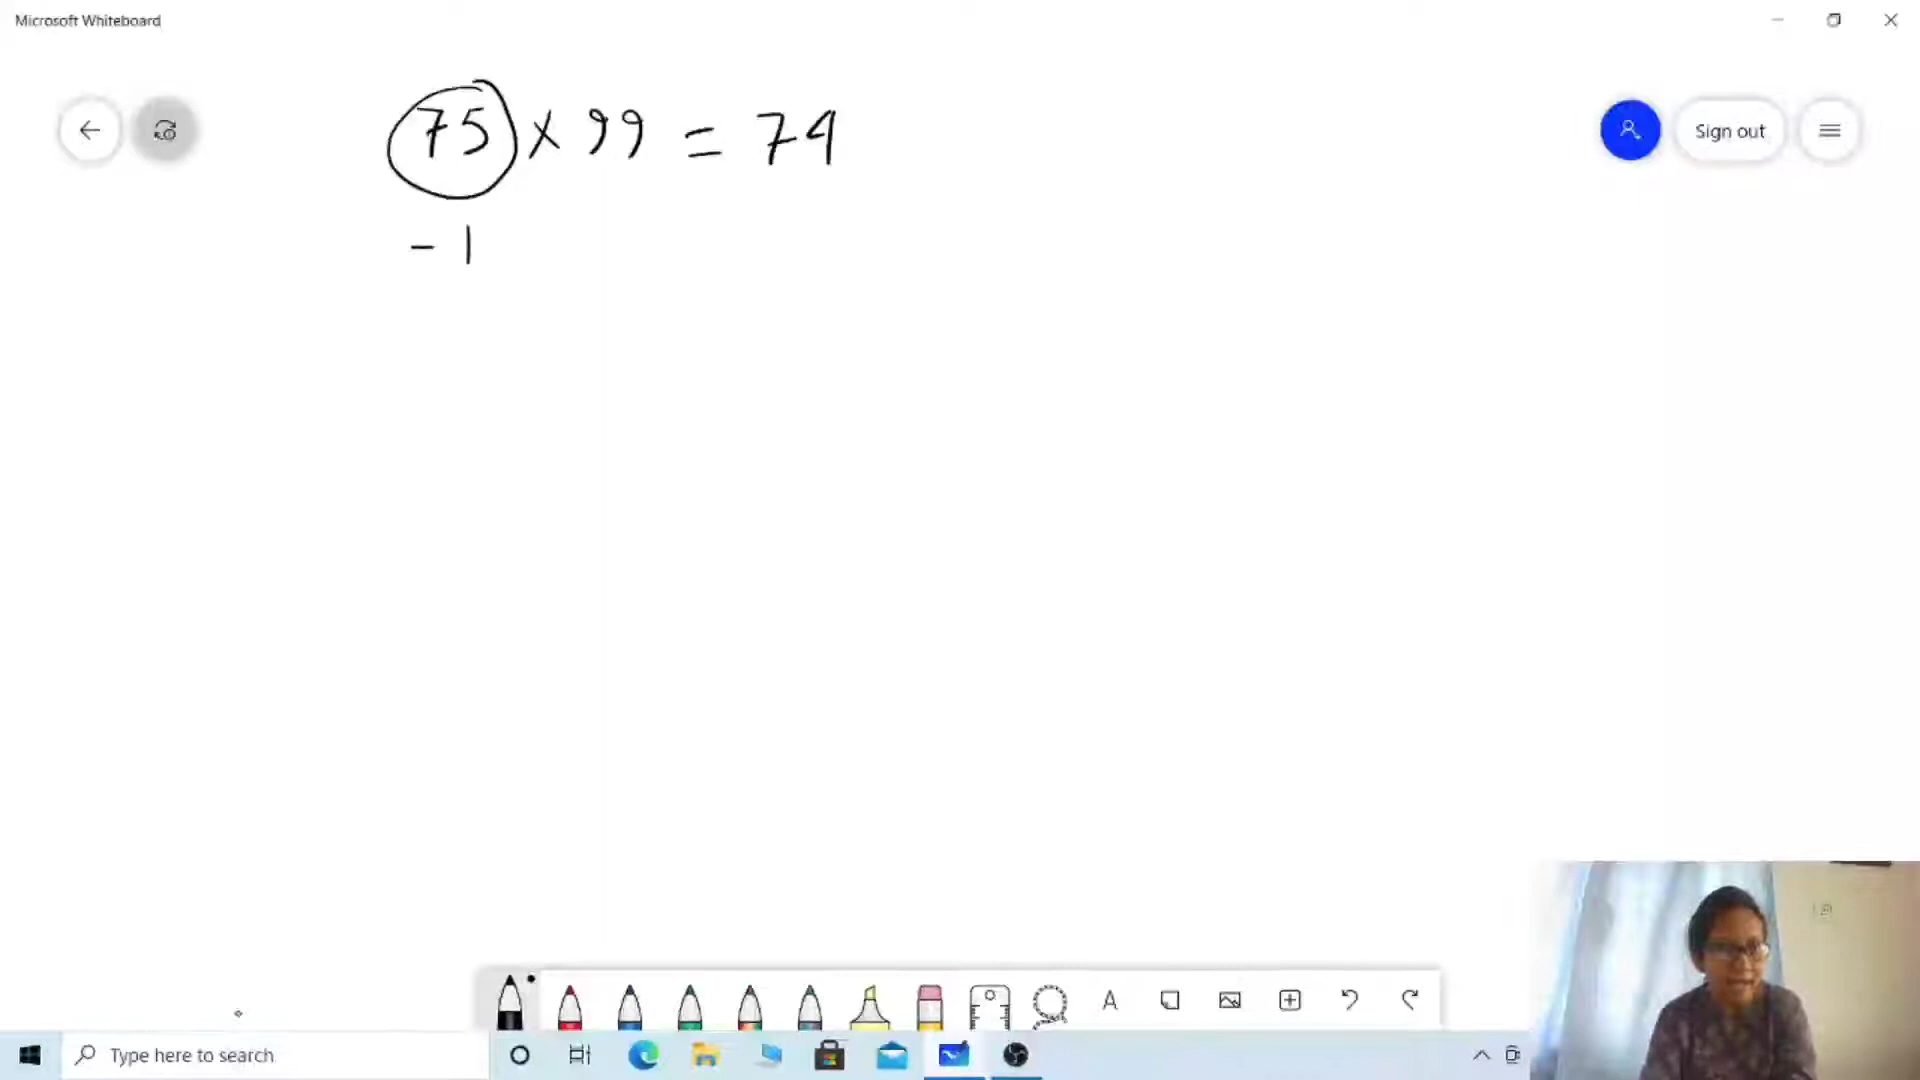 Microsoft Whiteboard
75 × 99 = 74
- 1
Sign out
A
Type here to search